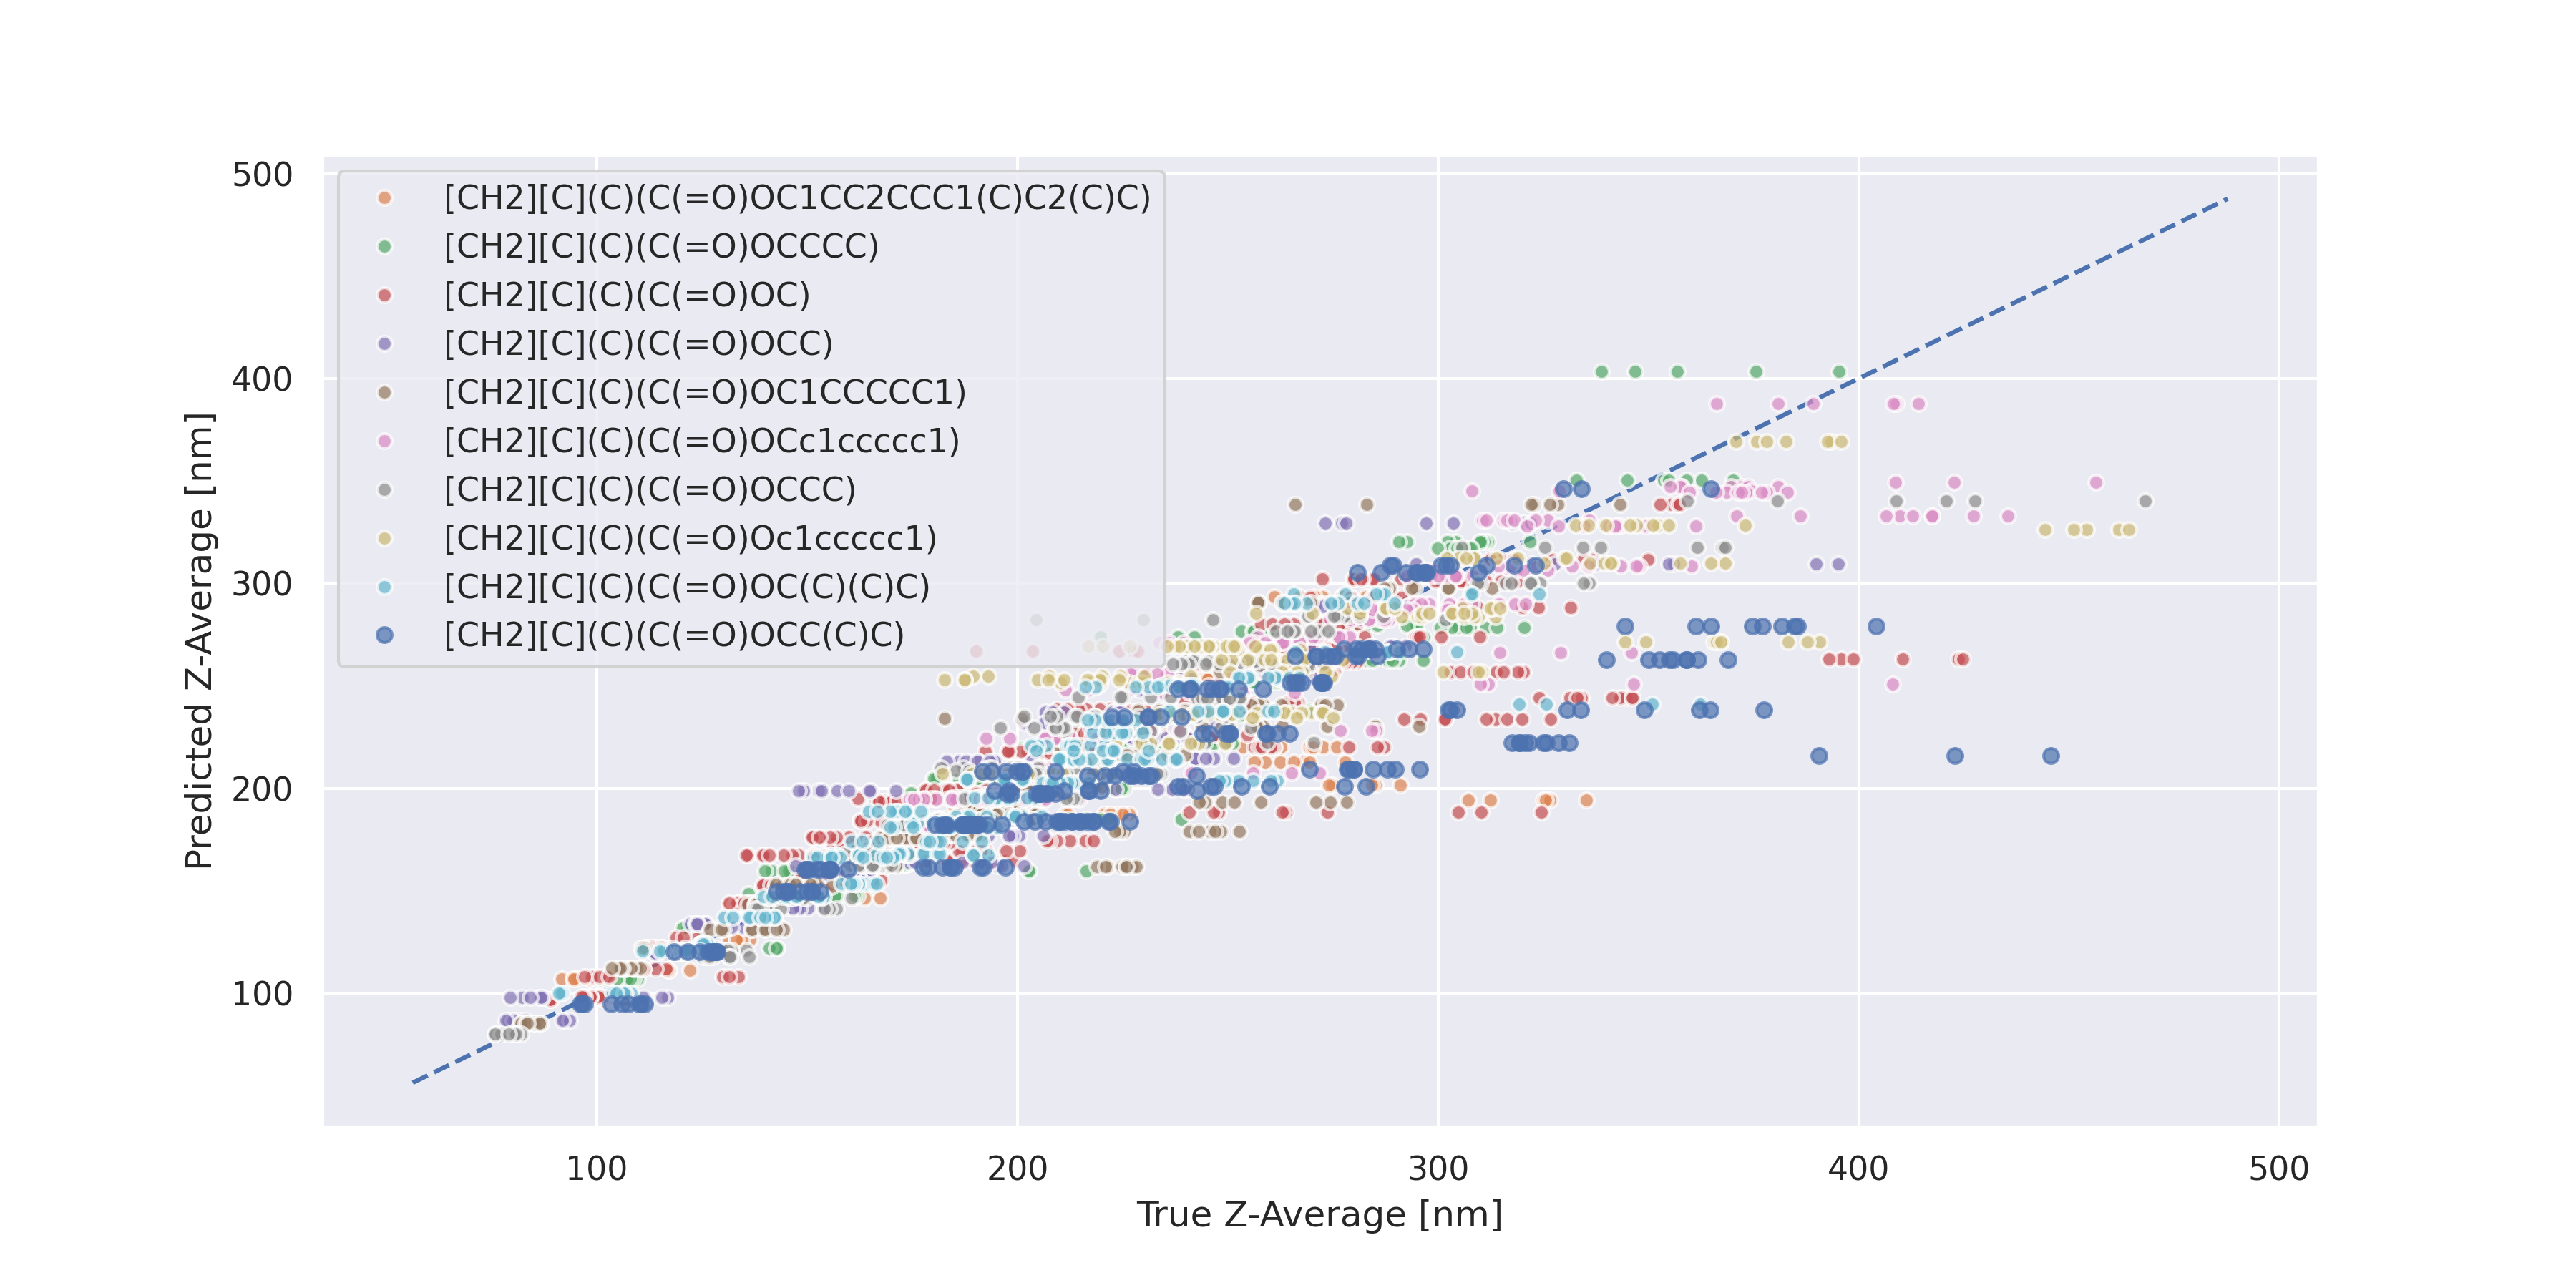 500
400
300
200
100
Predicted Z-Average [nm]
[CH2][C](C)(C(=O)OC1CC2CCC1(C)C2(C)C)
[CH2][C](C)(C(=O)OCCCC)
[CH2][C](C)(C(=O)OC)
[CH2][C](C)(C(=O)OCC)
[CH2][C](C)(C(=O)OC1CCCCC1)
[CH2][C](C)(C(=O)OCc1ccccc1)
[CH2][C](C)(C(=O)OCCC)
[CH2][C](C)(C(=O)Oc1ccccc1)
[CH2][C](C)(C(=O)OC(C)(C)C)
[CH2][C](C)(C(=O)OCC(C)C)
100 200 300 400 500
True Z-Average [nm]